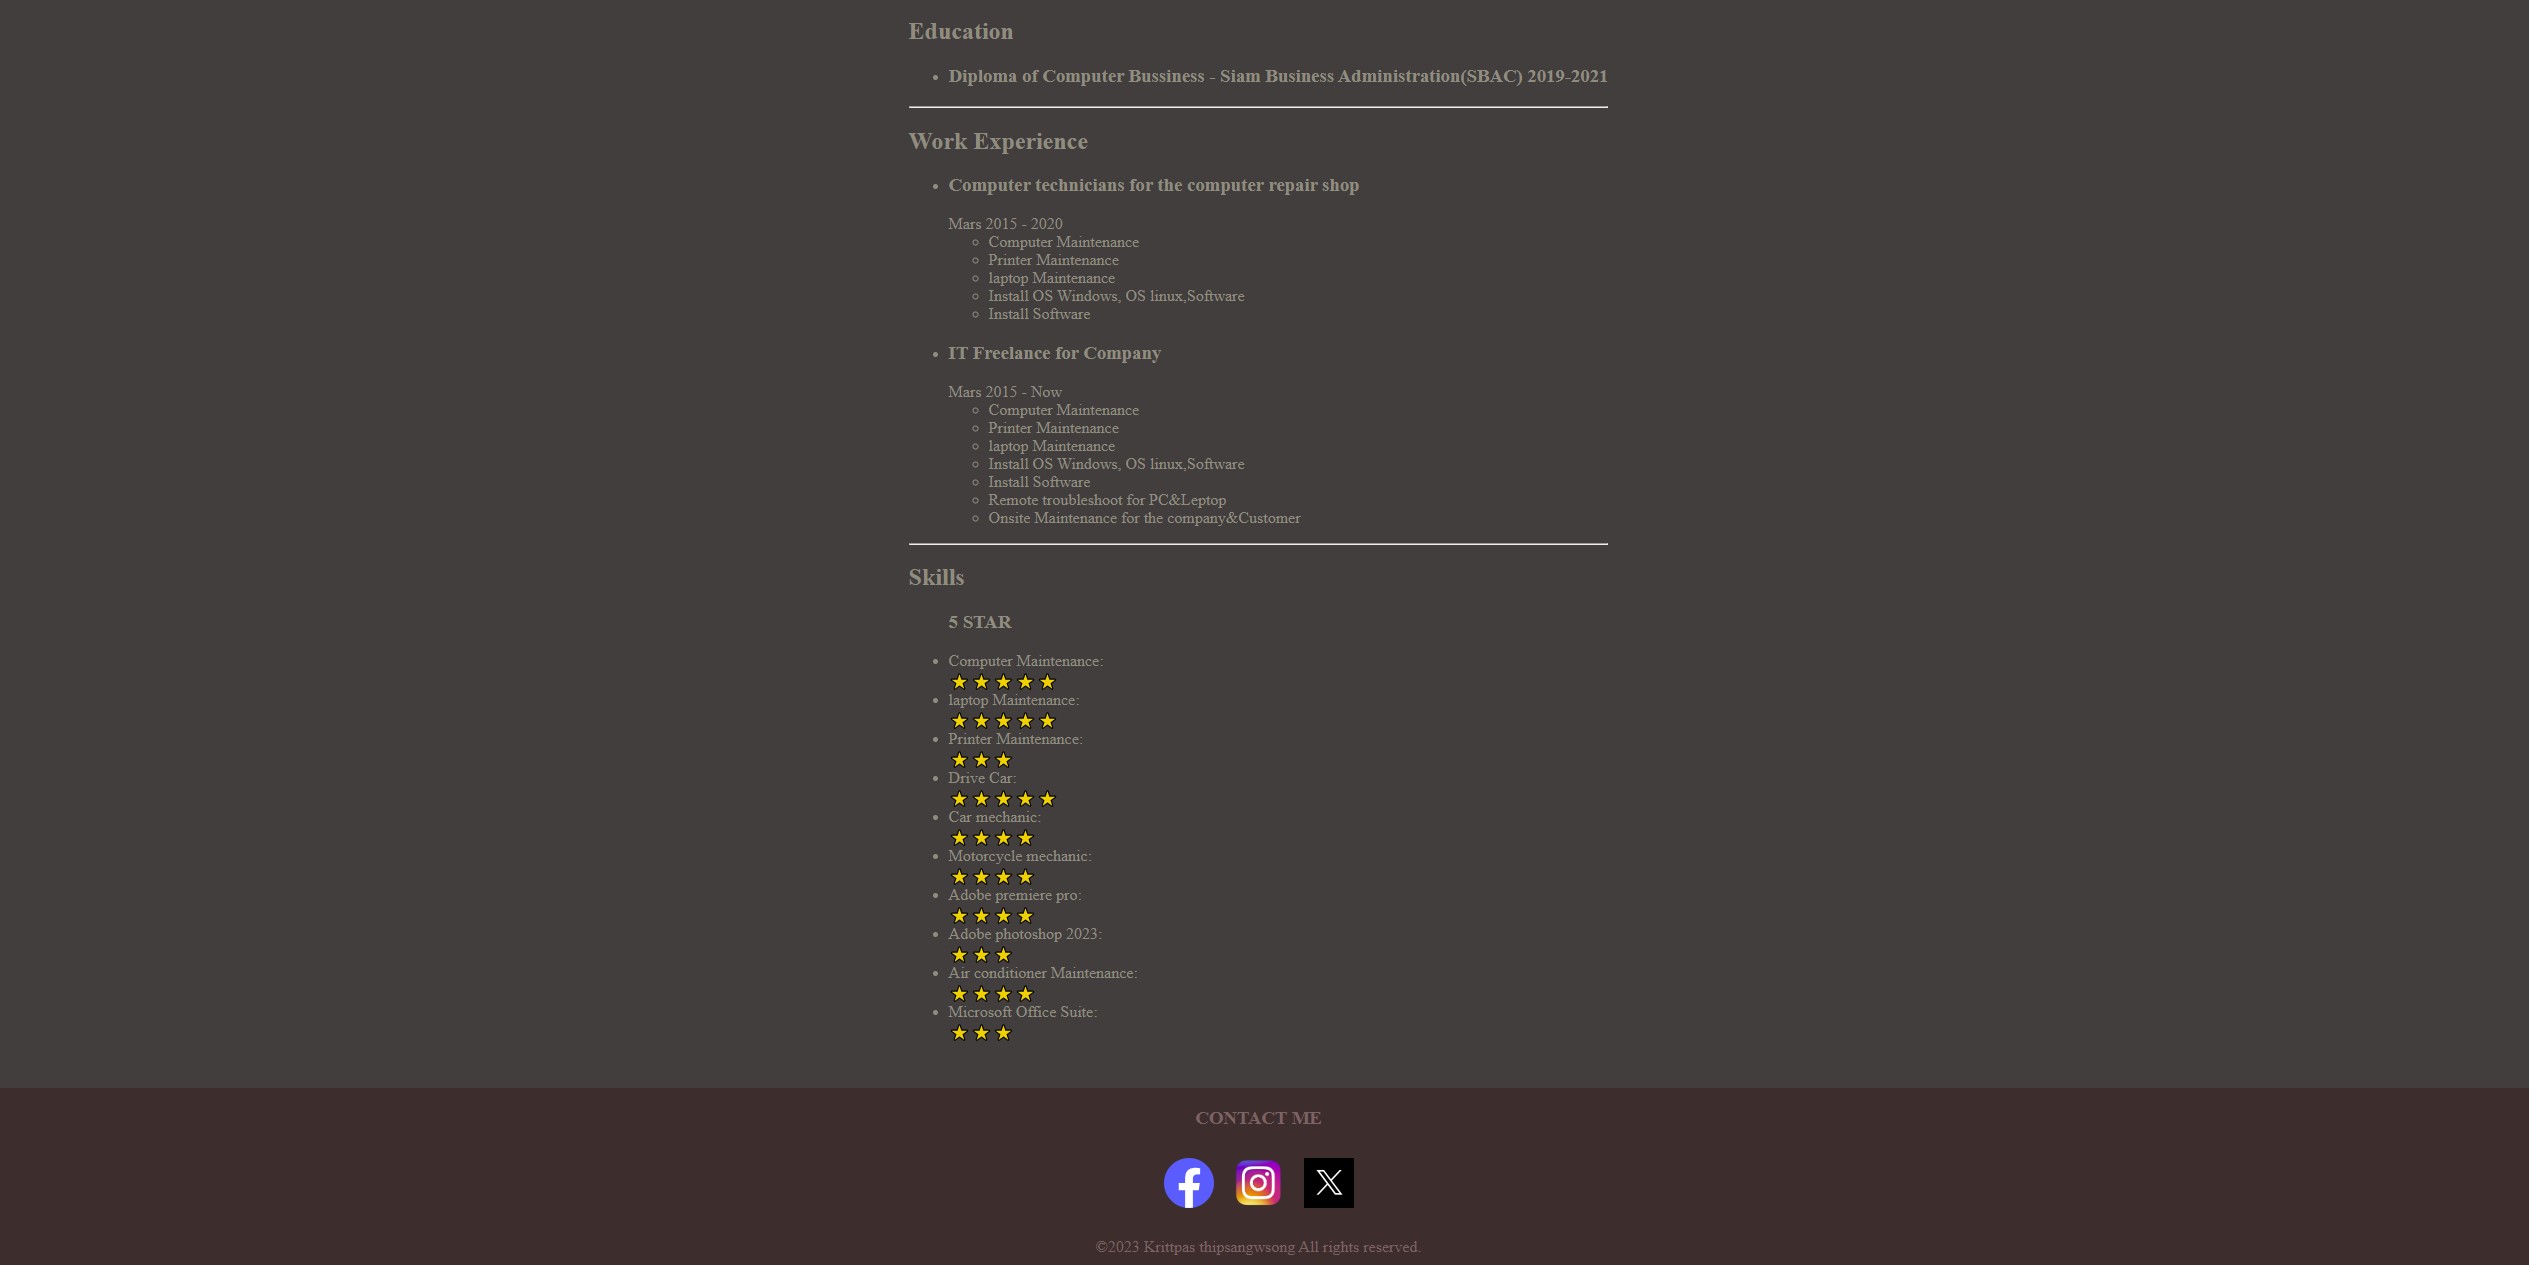 Education
Diploma of Computer Bussiness - Siam Business Administration(SBAC) 2019-2021
Work Experience
Computer technicians for the computer repair shop
Mars 2015 - 2020
Computer Maintenance
Printer Maintenance
laptop Maintenance
Install OS Windows, OS linux,Software
Install Software
IT Freelance for Company
Mars 2015 - Now
Computer Maintenance
Printer Maintenance
laptop Maintenance
Install OS Windows, OS linux,Software
Install Software
Remote troubleshoot for PC&Leptop
Onsite Maintenance for the company&Customer
Skills
5 STAR
Computer Maintenance:
laptop Maintenance:
Printer Maintenance:
Drive Car:
Car mechanic:
Motorcycle mechanic:
Adobe premiere pro:
Adobe photoshop 2023:
Air conditioner Maintenance:
Microsoft Office Suite:
CONTACT ME
©2023 Krittpas thipsangwsong All rights reserved.